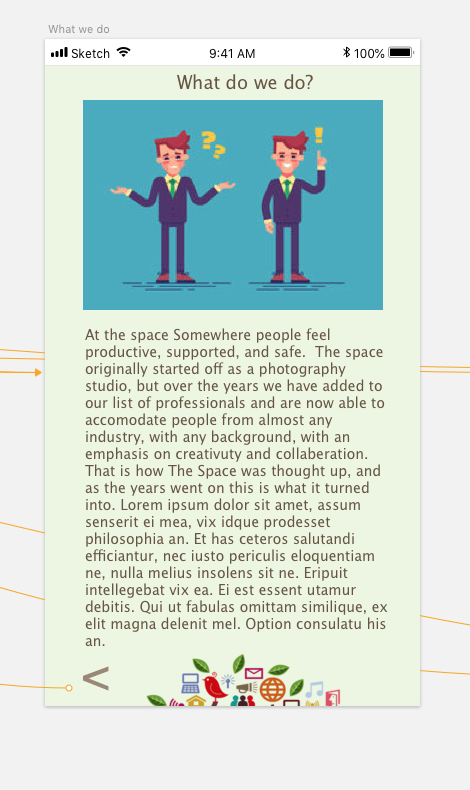 What we do
Sketch 9:41 AM 100%
What do we do?
? ? !
At the space Somewhere people feel
productive, supported, and safe.  The space
originally started off as a photography
studio, but over the years we have added to
our list of professionals and are now able to
accomodate people from almost any
industry, with any background, with an
emphasis on creativuty and collaberation.
That is how The Space was thought up, and
as the years went on this is what it turned
into. Lorem ipsum dolor sit amet, assum
senserit ei mea, vix idque prodesset
philosophia an. Et has ceteros salutandi
efficiantur, nec iusto periculis eloquentiam
ne, nulla melius insolens sit ne. Eripuit
intellegebat vix ea. Ei est essent utamur
debitis. Qui ut fabulas omittam similique, ex
elit magna delenit mel. Option consulatu his
an.
<